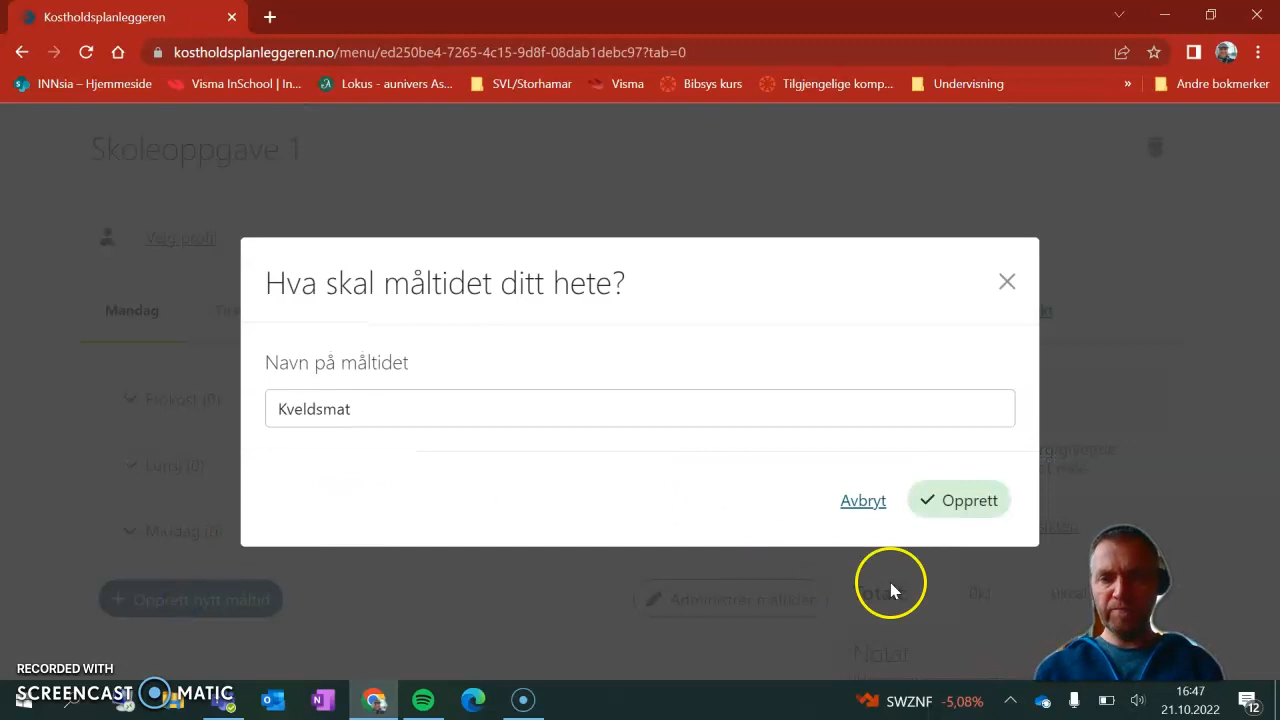 Kostholdsplanleggeren
kostholdsplanleggeren.no/menu/ed250be4-7265-4c15-9d8f-08dab1debc97?tab=0
INNsia – Hjemmeside
Visma InSchool | In...
Lokus - aunivers As...
SVL/Storhamar
Visma
Bibsys kurs
Tilgjengelige komp...
Undervisning
»
Andre bokmerker
Skoleoppgave 1
Velg profil
Hva skal måltidet ditt hete?
Mandag
Navn på måltidet
Frokost (0)
Kveldsmat
Lunsj (0)
Avbryt
Opprett
Middag (0)
+ Opprett nytt måltid
Administrer måltider
Totalt
0kJ
Notat
RECORDED WITH
SCREENCAST MATIC
SWZNF -5,08%
16:47
21.10.2022
12